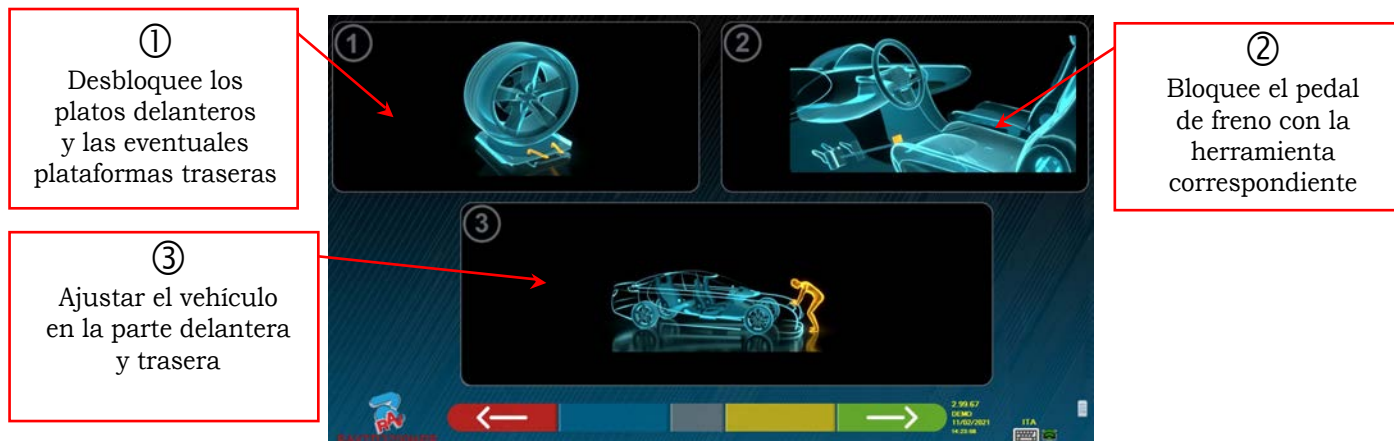 ①
Desbloquee los
platos delanteros
y las eventuales
plataformas traseras
②
Bloquee el pedal
de freno con la
herramienta
correspondiente
③
Ajustar el vehículo
en la parte delantera
y trasera
1
2
3
2.99.67
DEMO
11/02/2021
ITA